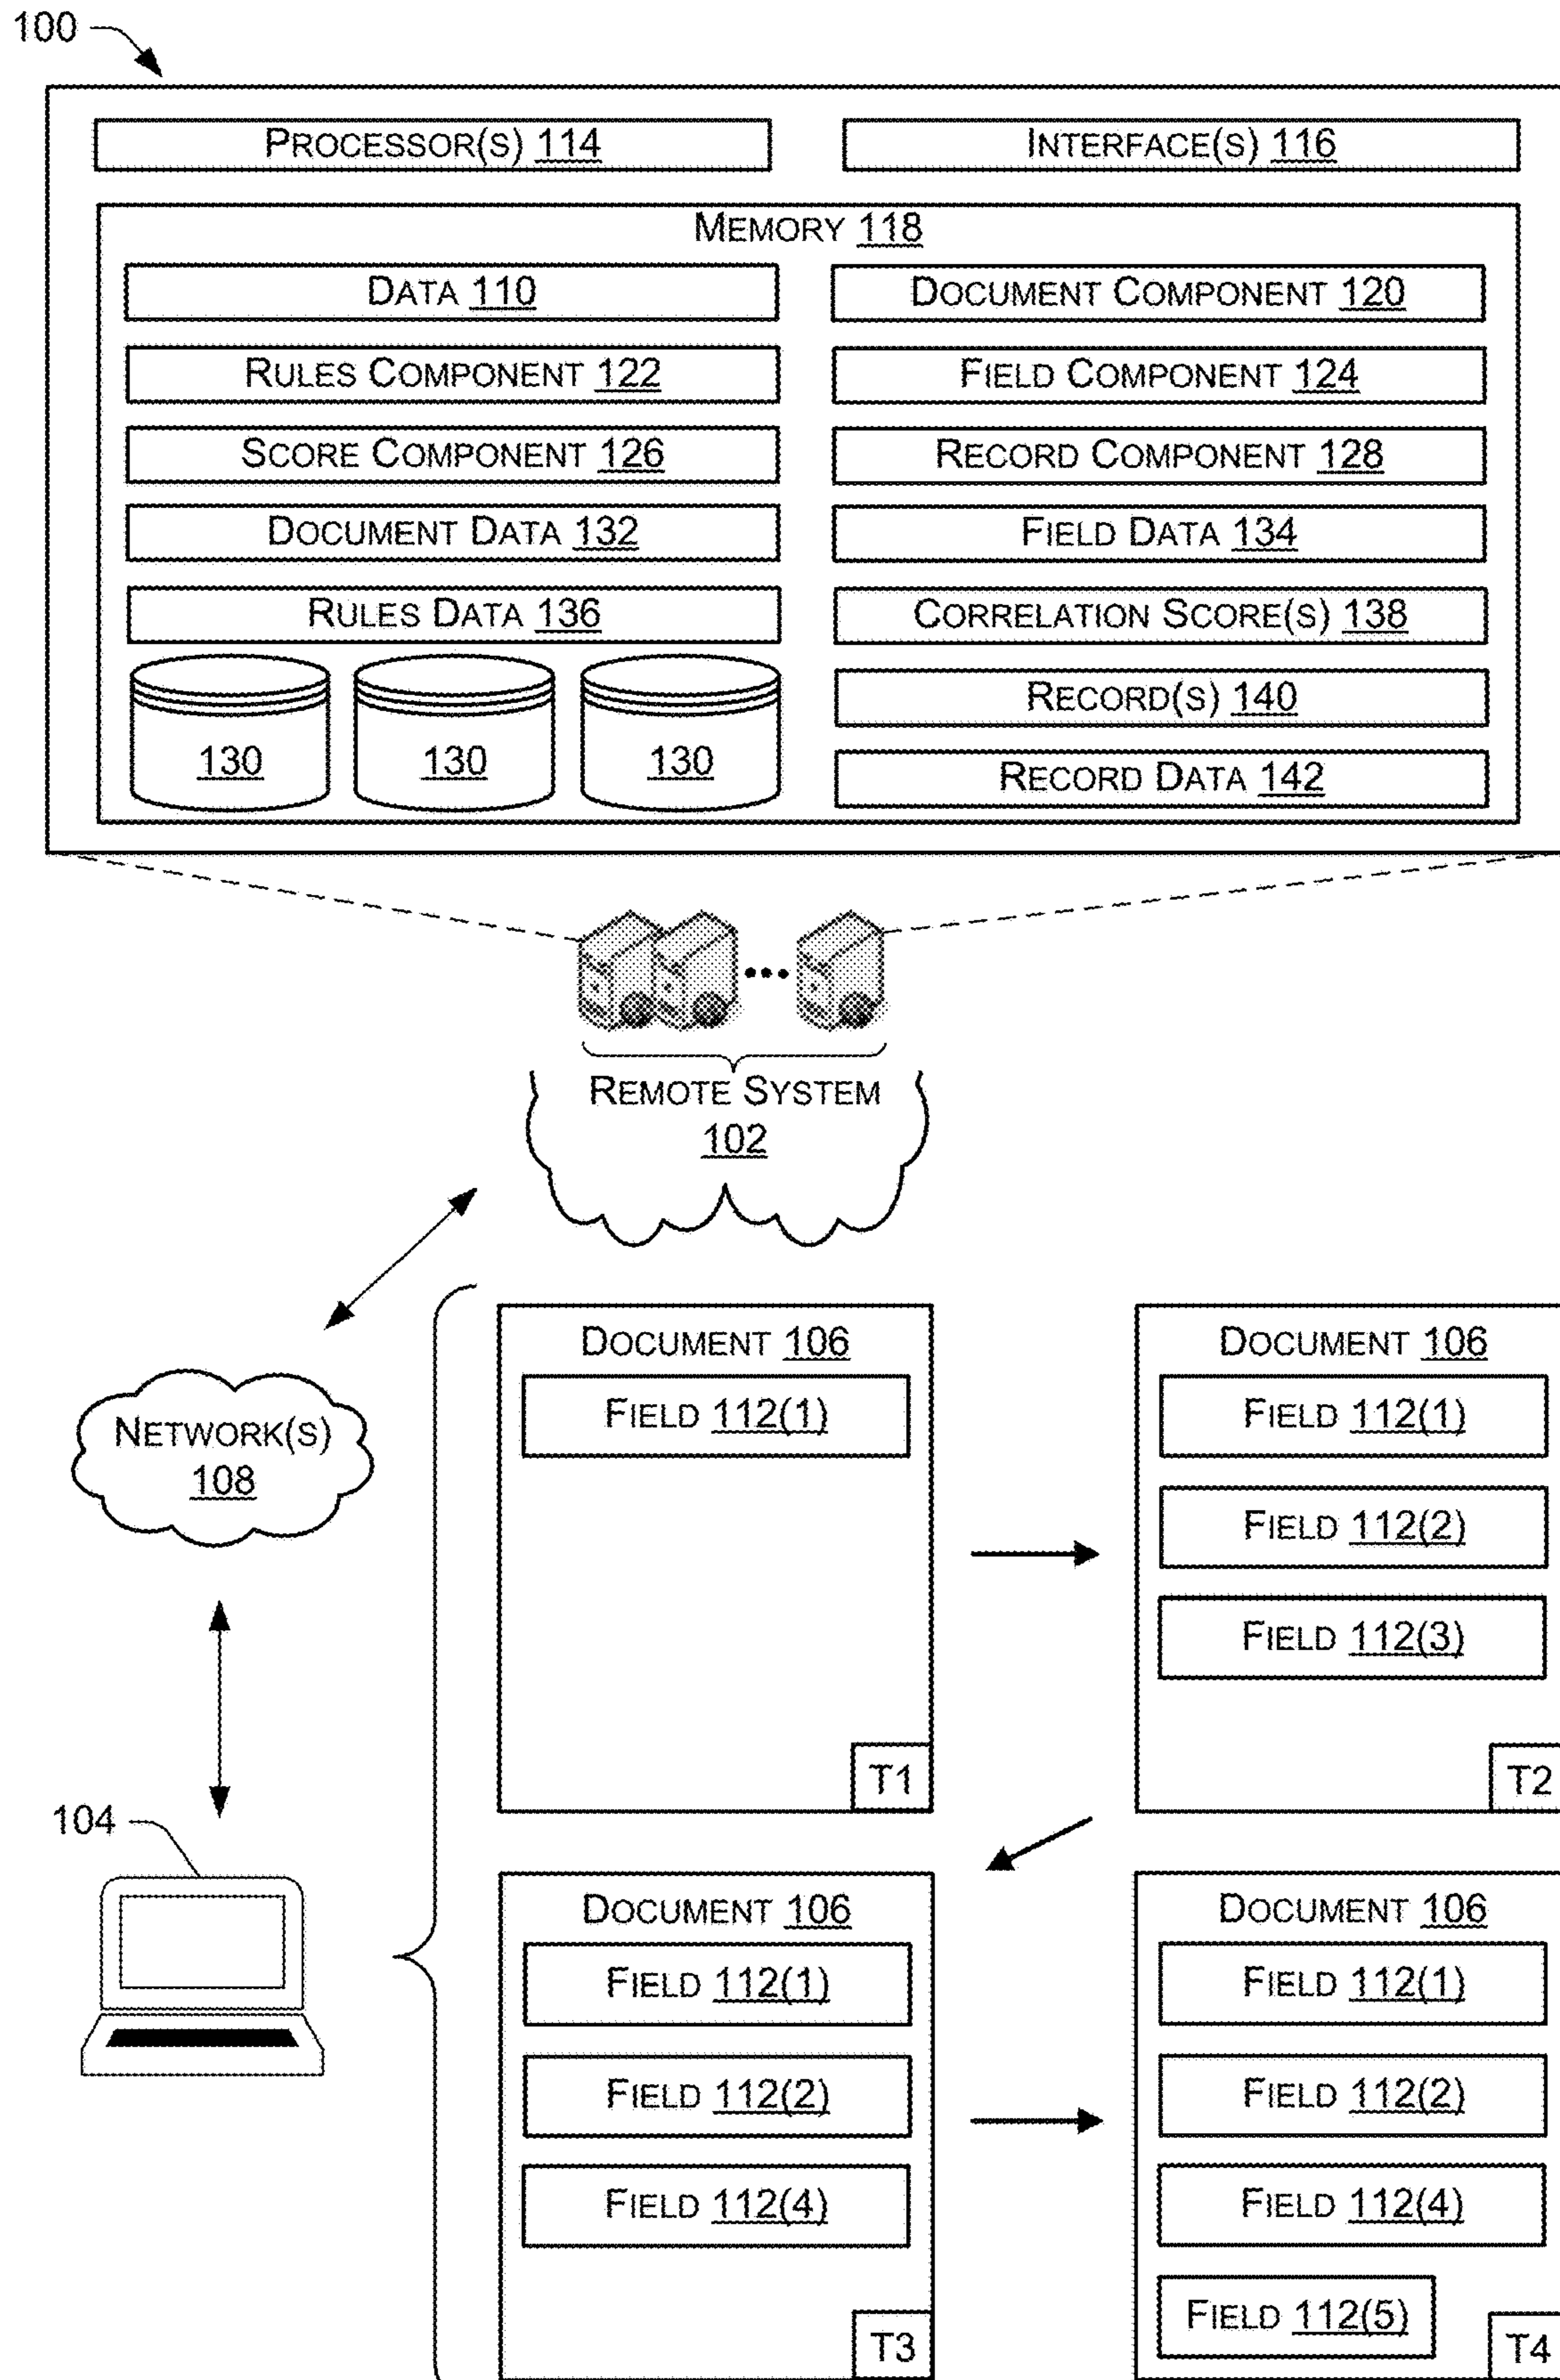 100
PROCESSOR(S) 114
INTERFACE(S) 116
MEMORY 118
DATA 110
DOCUMENT COMPONENT 120
RULES COMPONENT 122
FIELD COMPONENT 124
SCORE COMPONENT 126
RECORD COMPONENT 128
DOCUMENT DATA 132
FIELD DATA 134
RULES DATA 136
CORRELATION SCORE(S) 138
130
130
130
RECORD(S) 140
RECORD DATA 142
REMOTE SYSTEM
102
NETWORK(S)
108
104
DOCUMENT 106
FIELD 112(1)
T1
DOCUMENT 106
FIELD 112(1)
FIELD 112(2)
FIELD 112(3)
T2
DOCUMENT 106
FIELD 112(1)
FIELD 112(2)
FIELD 112(4)
T3
DOCUMENT 106
FIELD 112(1)
FIELD 112(2)
FIELD 112(4)
FIELD 112(5)
T4